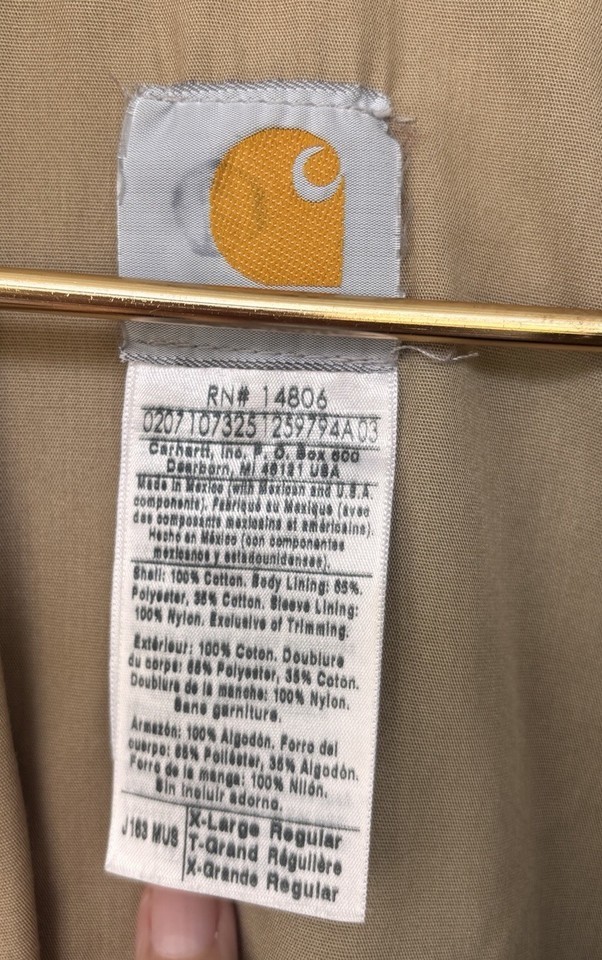 RN# 14806
0207107325 1259794A03
Carhartt, Inc. P. O. Box 600
Dearborn, MI 48121 USA
Made in Mexico (with Mexican and U.S.A.
components). Fabriqué au Mexique (avec
des composants mexicains et américains).
Hecho en México (con componentes
mexicanos y estadounidenses).
Shell: 100% Cotton. Body Lining: 65%
Polyester, 35% Cotton. Sleeve Lining:
100% Nylon. Exclusive of Trimming.
Extérieur: 100% Coton. Doublure
du corps: 65% Polyester, 35% Coton.
Doublure de la manche: 100% Nylon.
Sans garniture.
Armazón: 100% Algodón. Forro del
cuerpo: 65% Poliéster, 35% Algodón.
Forro de la manga: 100% Nilón.
Sin incluir adorno.
J163 MUS
X-Large Regular
T-Grand Régulière
X-Grande Regular